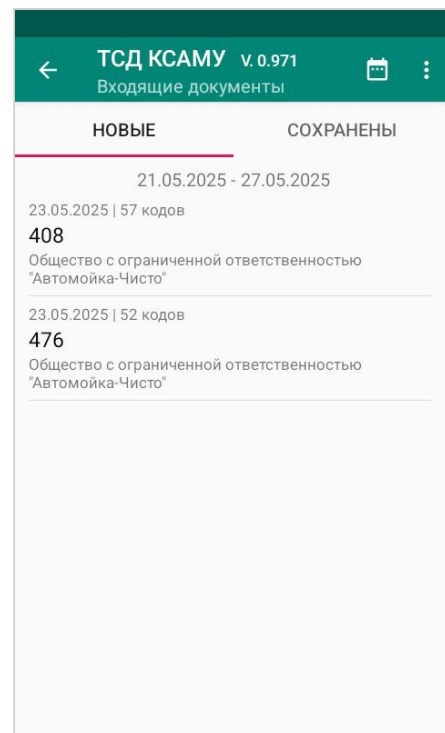 ТСД КСАМУ V. 0.971
Входящие документы
НОВЫЕ СОХРАНЕНЫ
21.05.2025 - 27.05.2025
23.05.2025 | 57 кодов
408
Общество с ограниченной ответственностью
"Автомойка-Чисто"
23.05.2025 | 52 кодов
476
Общество с ограниченной ответственностью
"Автомойка-Чисто"